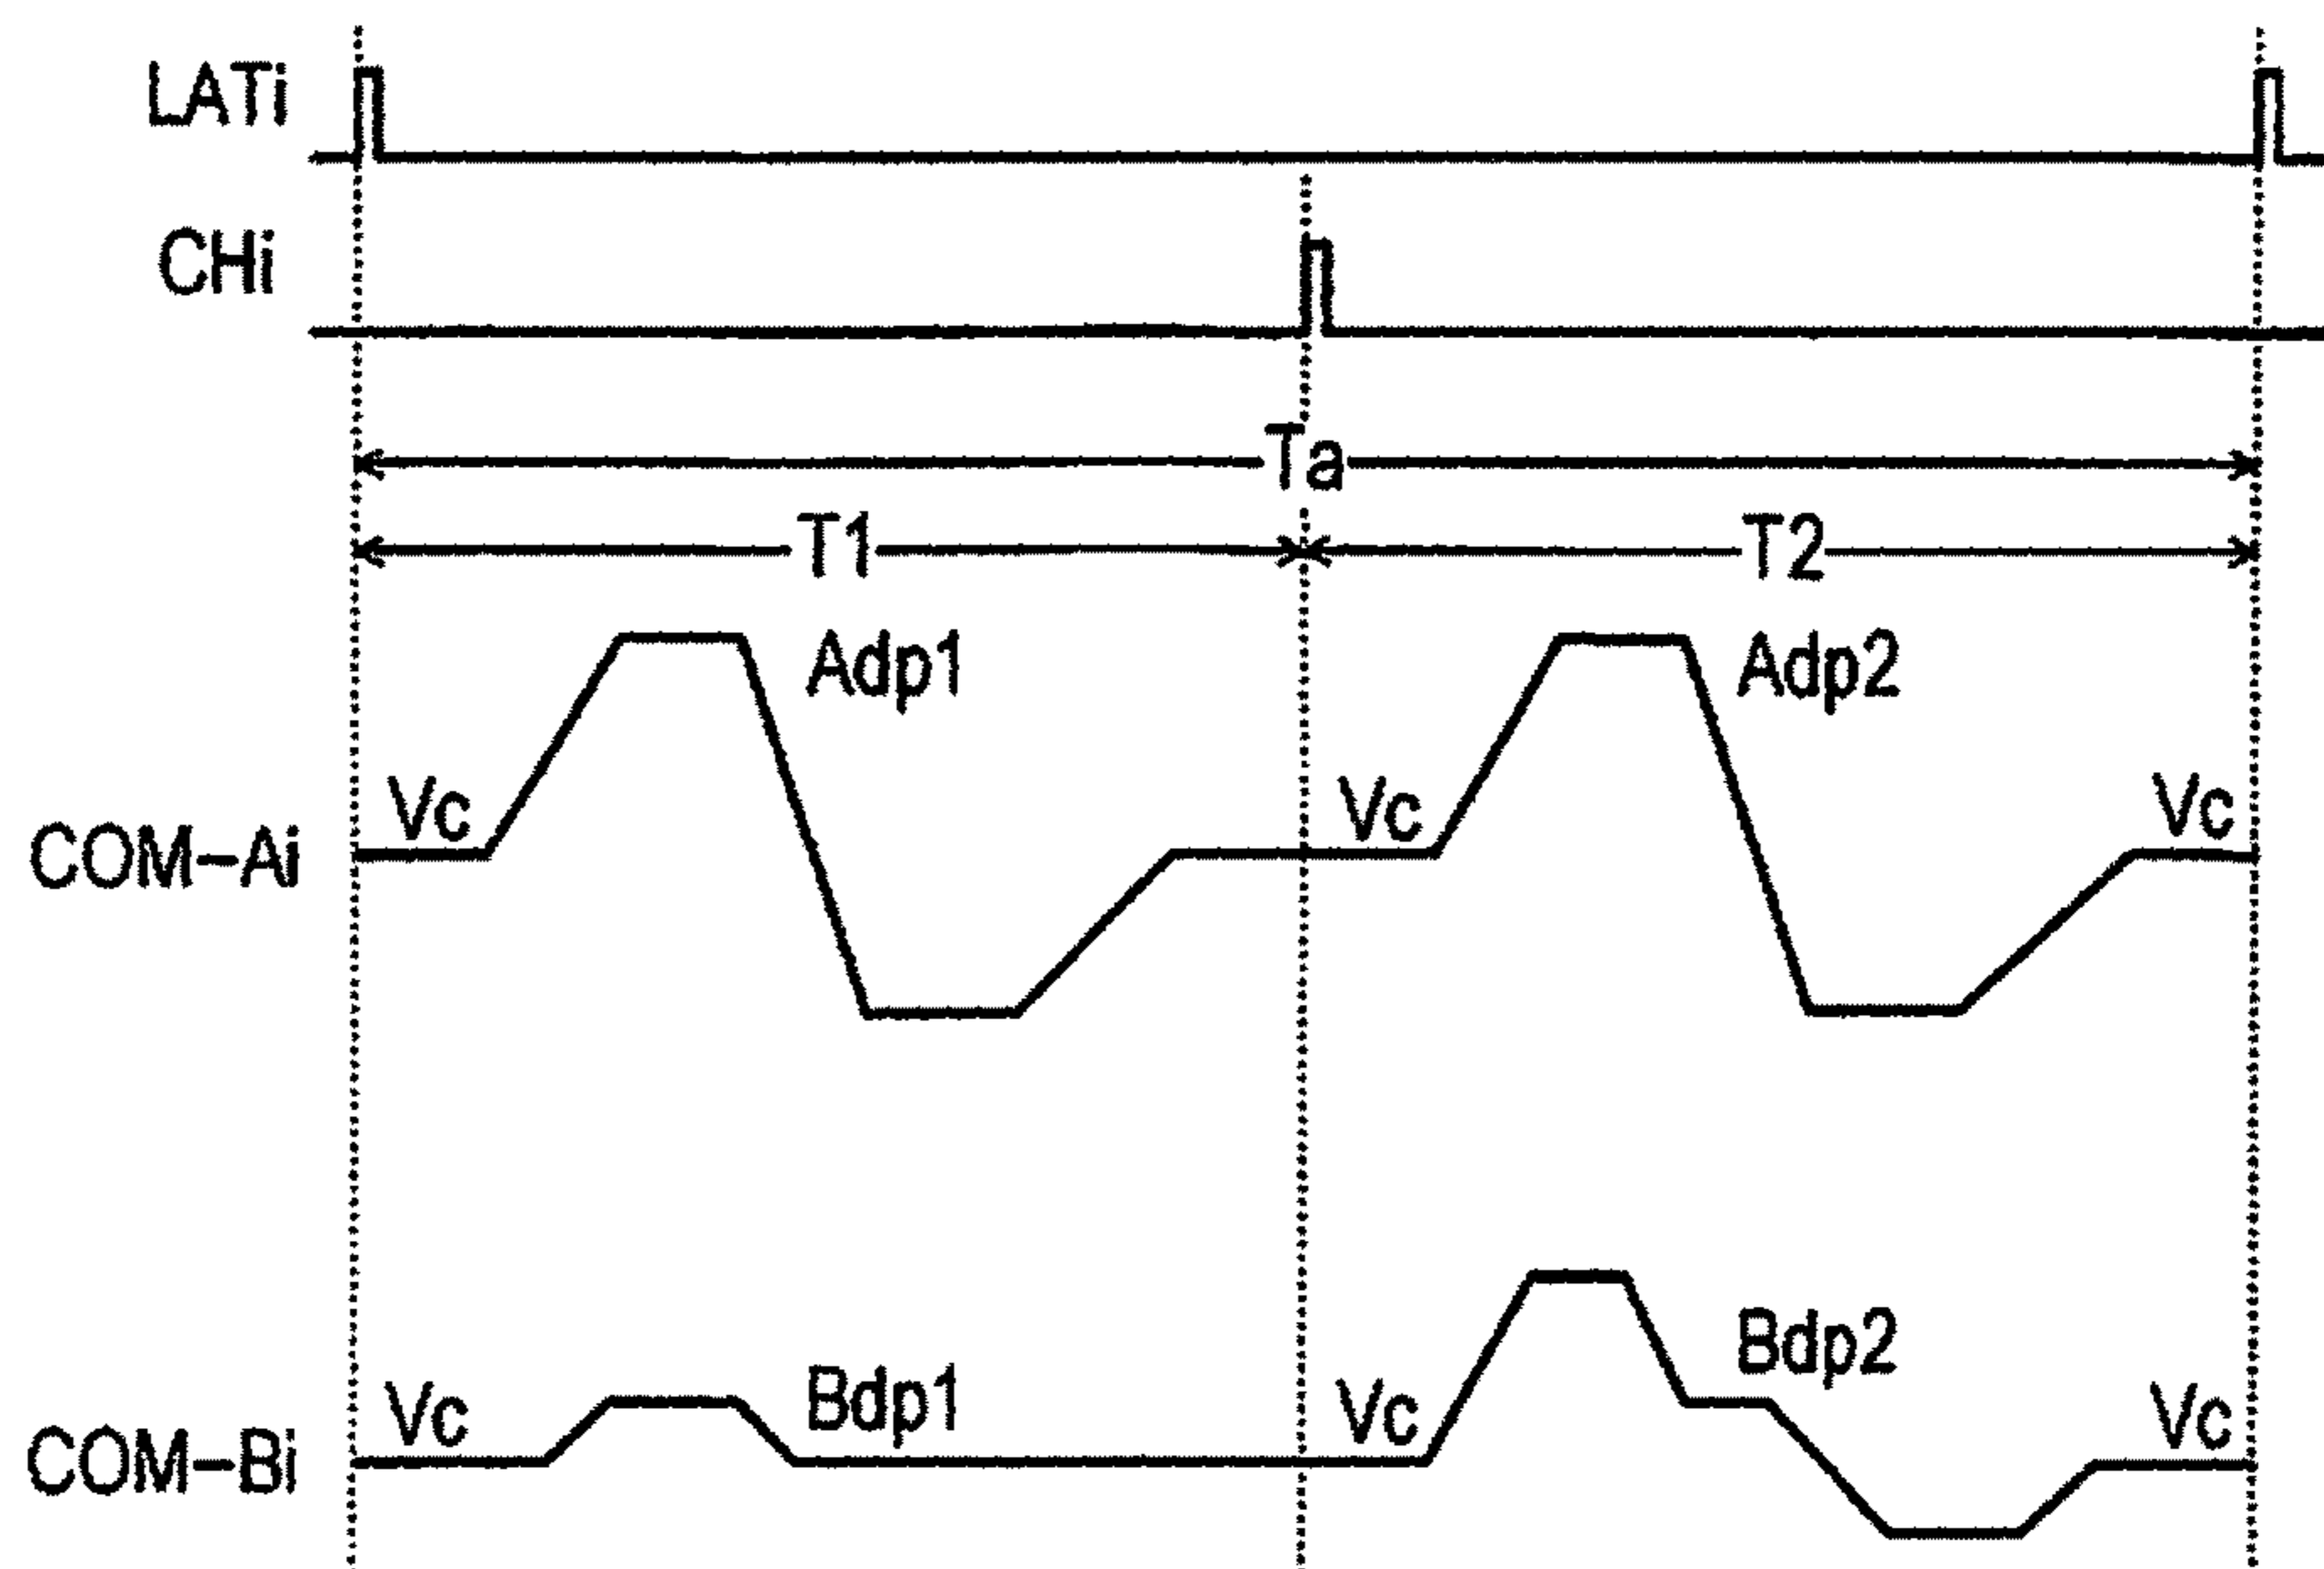 LATi
CHi
Ta
T1 T2
Adp1 Adp2
Vc Vc Vc
COM-Ai
Bdp1 Bdp2
Vc Vc Vc
COM-Bi